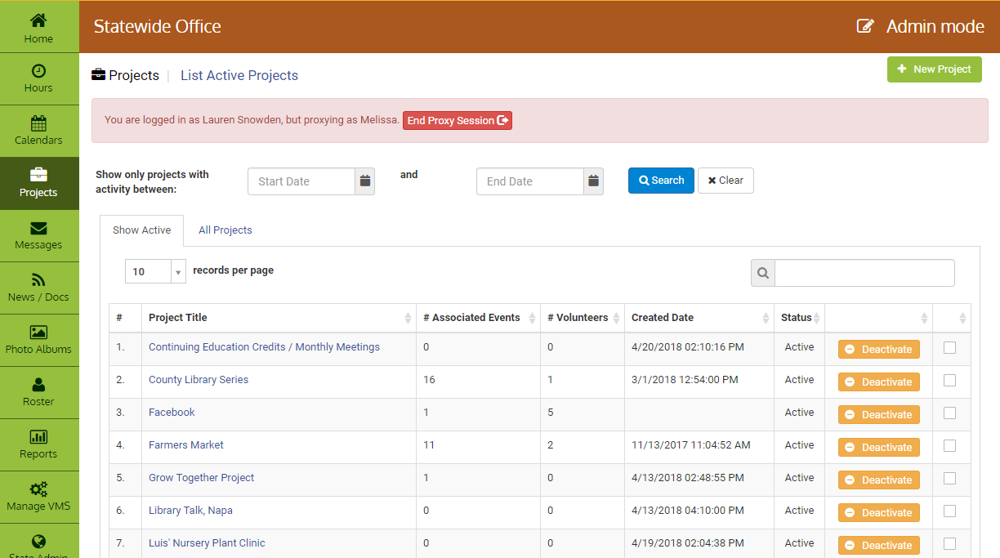 Statewide Office
Admin mode
Home
Hours
Calendars
Projects
Messages
News / Docs
Photo Albums
Roster
Reports
Manage VMS
State Admin
Projects | List Active Projects
New Project
You are logged in as Lauren Snowden, but proxying as Melissa. End Proxy Session
Show only projects with
activity between:
Start Date
and
End Date
Search
Clear
Show Active
All Projects
10 records per page
# Project Title # Associated Events # Volunteers Created Date Status
1. Continuing Education Credits / Monthly Meetings 0 0 4/20/2018 02:10:16 PM Active Deactivate
2. County Library Series 16 1 3/1/2018 12:54:00 PM Active Deactivate
3. Facebook 1 5 Active Deactivate
4. Farmers Market 11 2 11/13/2017 11:04:52 AM Active Deactivate
5. Grow Together Project 1 0 4/13/2018 02:48:55 PM Active Deactivate
6. Library Talk, Napa 0 0 4/13/2018 04:10:00 PM Active Deactivate
7. Luis' Nursery Plant Clinic 0 0 4/19/2018 02:04:38 PM Active Deactivate